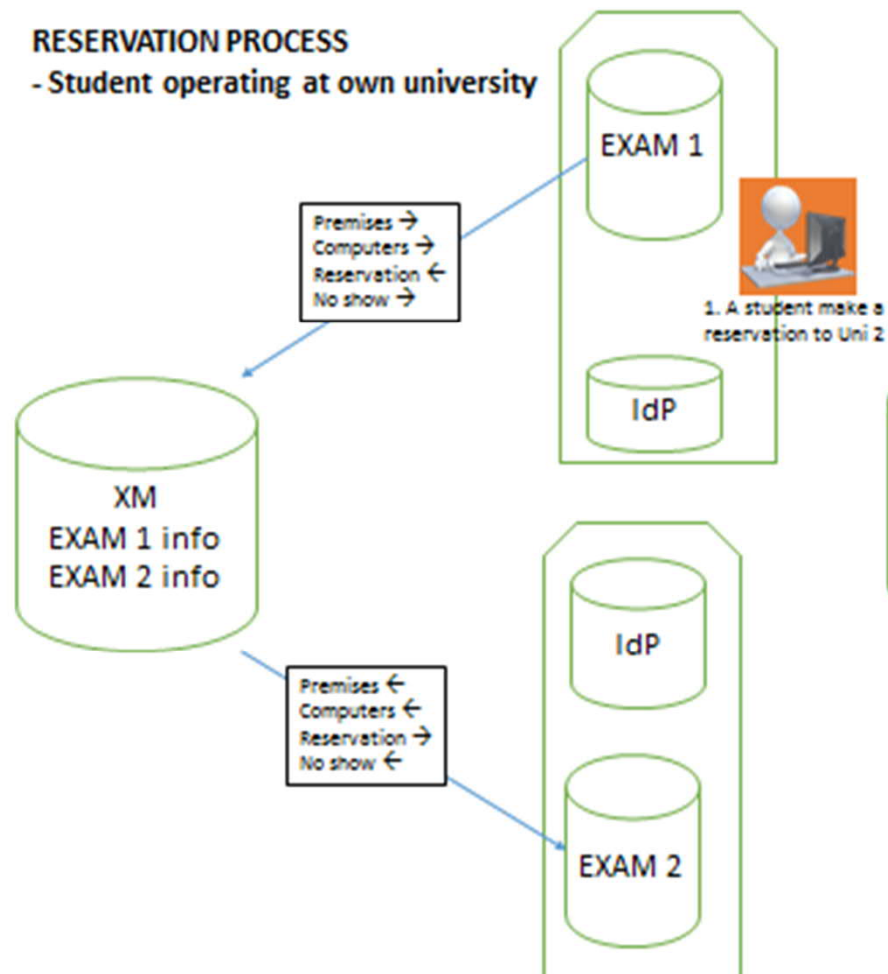 RESERVATION PROCESS
- Student operating at own university
EXAM 1
Premises →
Computers →
Reservation ←
No show →
1. A student make a
reservation to Uni 2
IdP
XM
EXAM 1 info
EXAM 2 info
IdP
Premises ←
Computers ←
Reservation →
No show ←
EXAM 2